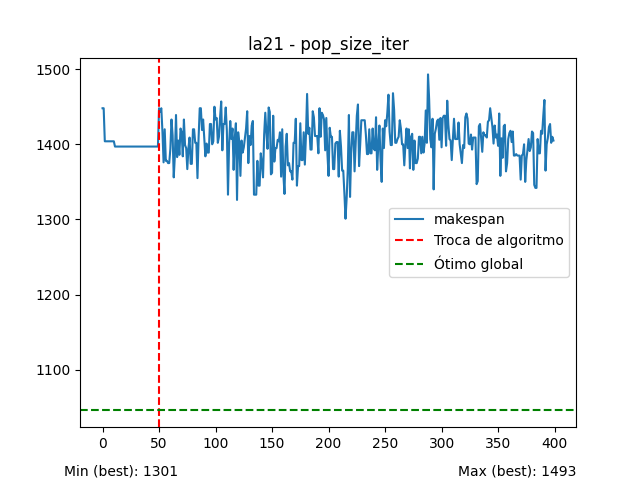 la21 - pop_size_iter
1500
1400
1300
1200
1100
makespan
Troca de algoritmo
Ótimo global
0 50 100 150 200 250 300 350 400
Min (best): 1301 Max (best): 1493